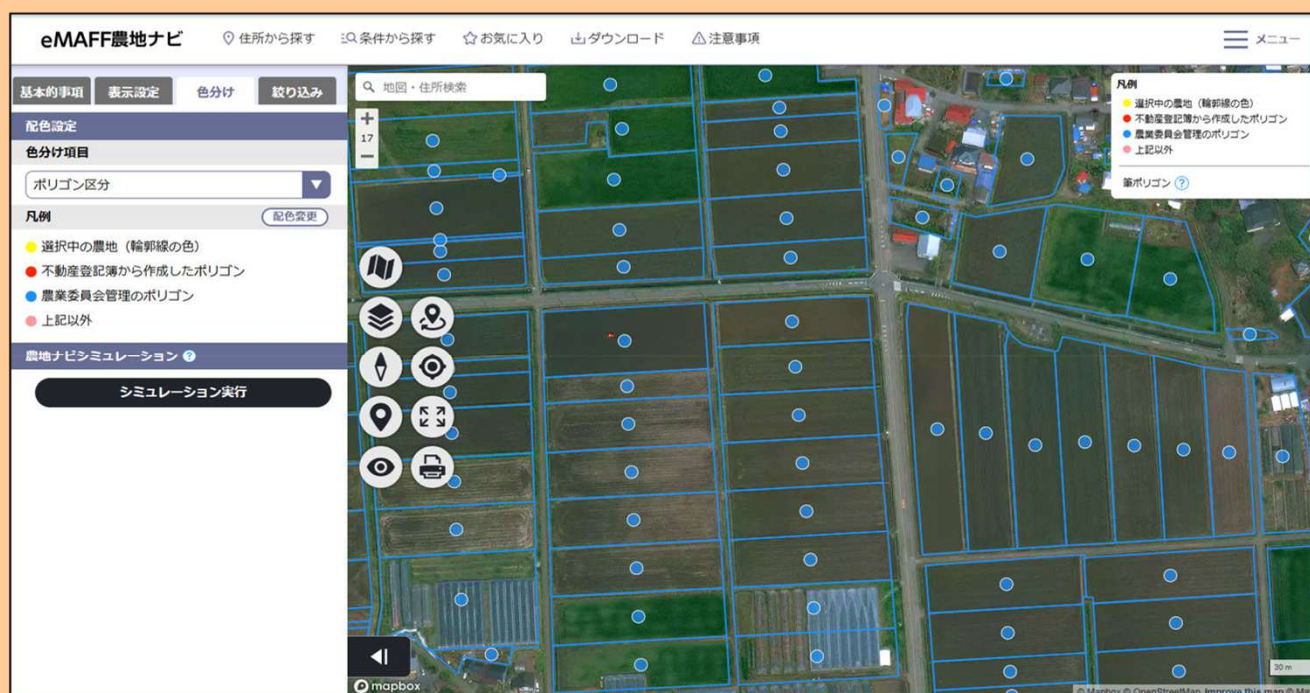 eMAFF農地ナビ
住所から探す
条件から探す
お気に入り
ダウンロード
注意事項
メニュー
基本的事項
表示設定
色分け
絞り込み
配色設定
色分け項目
ポリゴン区分
凡例
配色変更
選択中の農地（輪郭線の色）
不動産登記簿から作成したポリゴン
農業委員会管理のポリゴン
上記以外
農地ナビシミュレーション ?
シミュレーション実行
地図・住所検索
+
17
−
凡例
選択中の農地（輪郭線の色）
不動産登記簿から作成したポリゴン
農業委員会管理のポリゴン
上記以外
筆ポリゴン ?
30 m
mapbox
© Mapbox © OpenStreetMap Improve this map ©